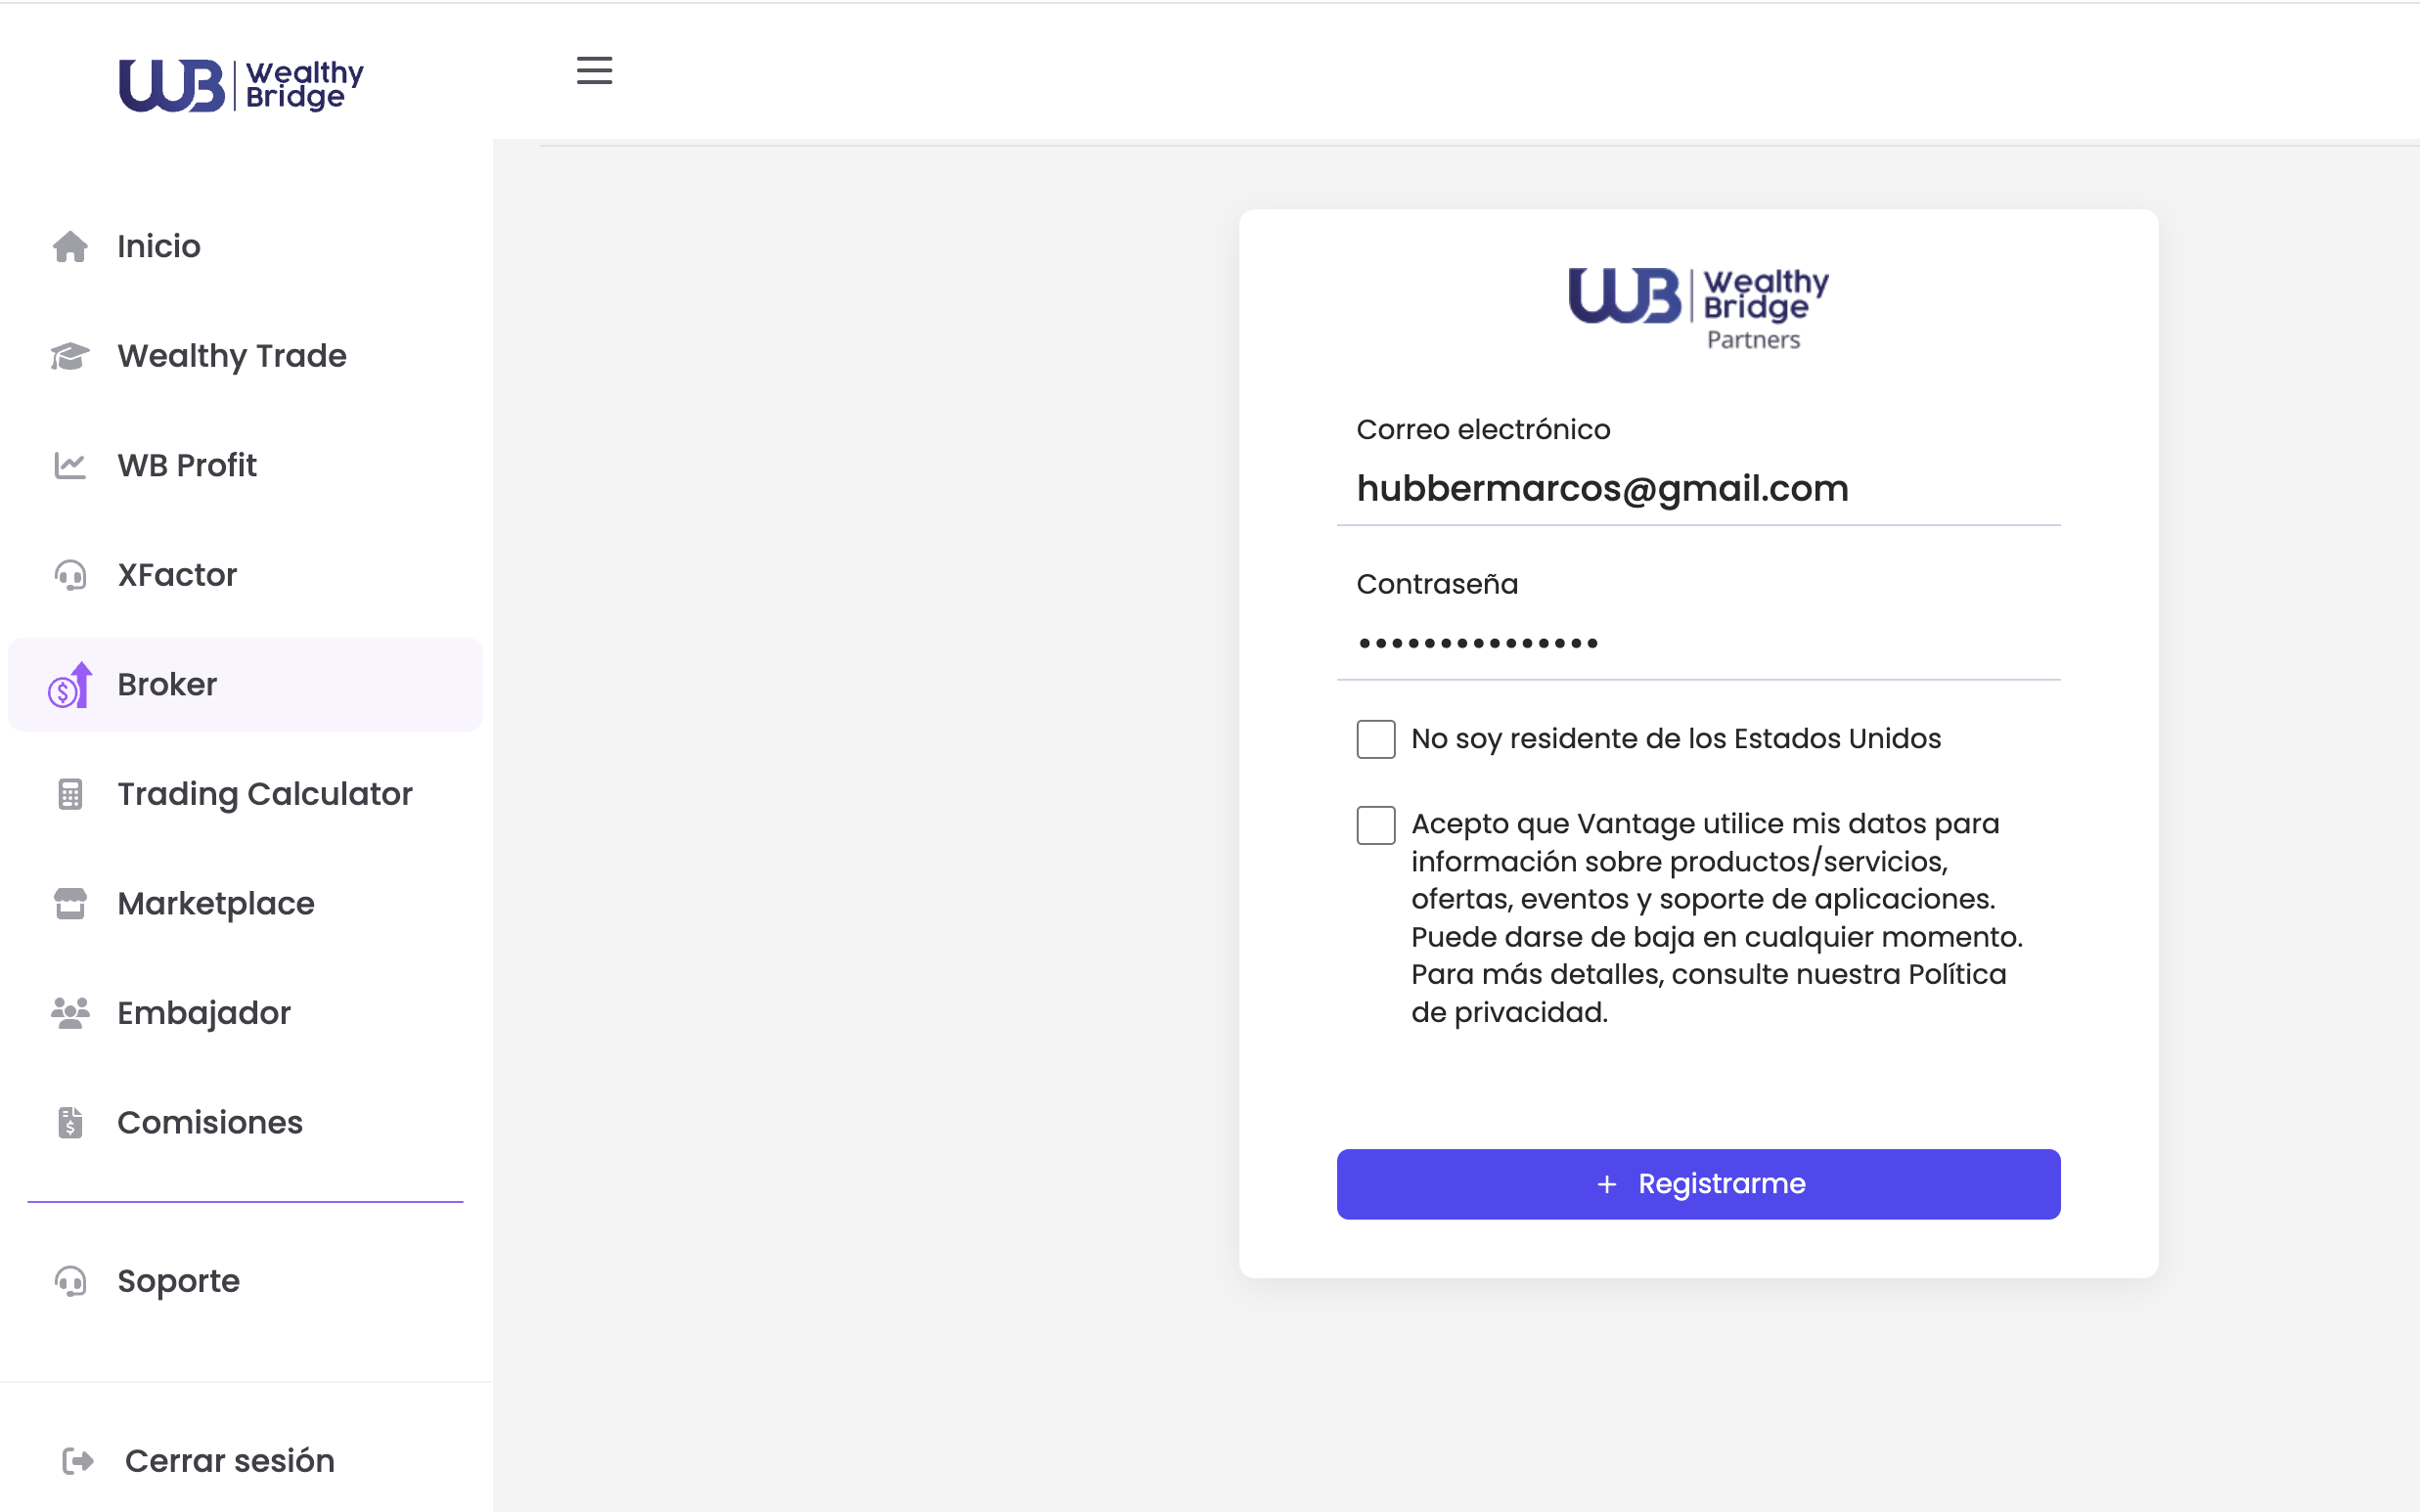 WB | Wealthy
Bridge
Inicio
Wealthy Trade
WB Profit
XFactor
Broker
Trading Calculator
Marketplace
Embajador
Comisiones
Soporte
Cerrar sesión
WB | Wealthy
Bridge
Partners
Correo electrónico
hubbermarcos@gmail.com
Contraseña
•••••••••••••••
No soy residente de los Estados Unidos
Acepto que Vantage utilice mis datos para
información sobre productos/servicios,
ofertas, eventos y soporte de aplicaciones.
Puede darse de baja en cualquier momento.
Para más detalles, consulte nuestra Política
de privacidad.
+ Registrarme